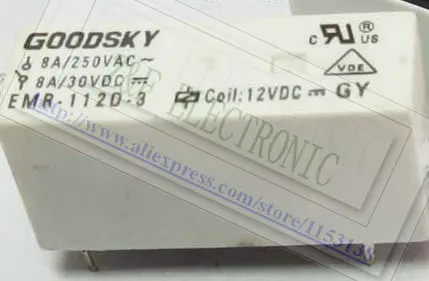 GOODSKY
8A/250VAC~
8A/30VDC⎓
EMR-112D-3
c RU ® US
VDE
Coil:12VDC⎓ GY
ELECTRONIC
http://www.aliexpress.com/store/1153138